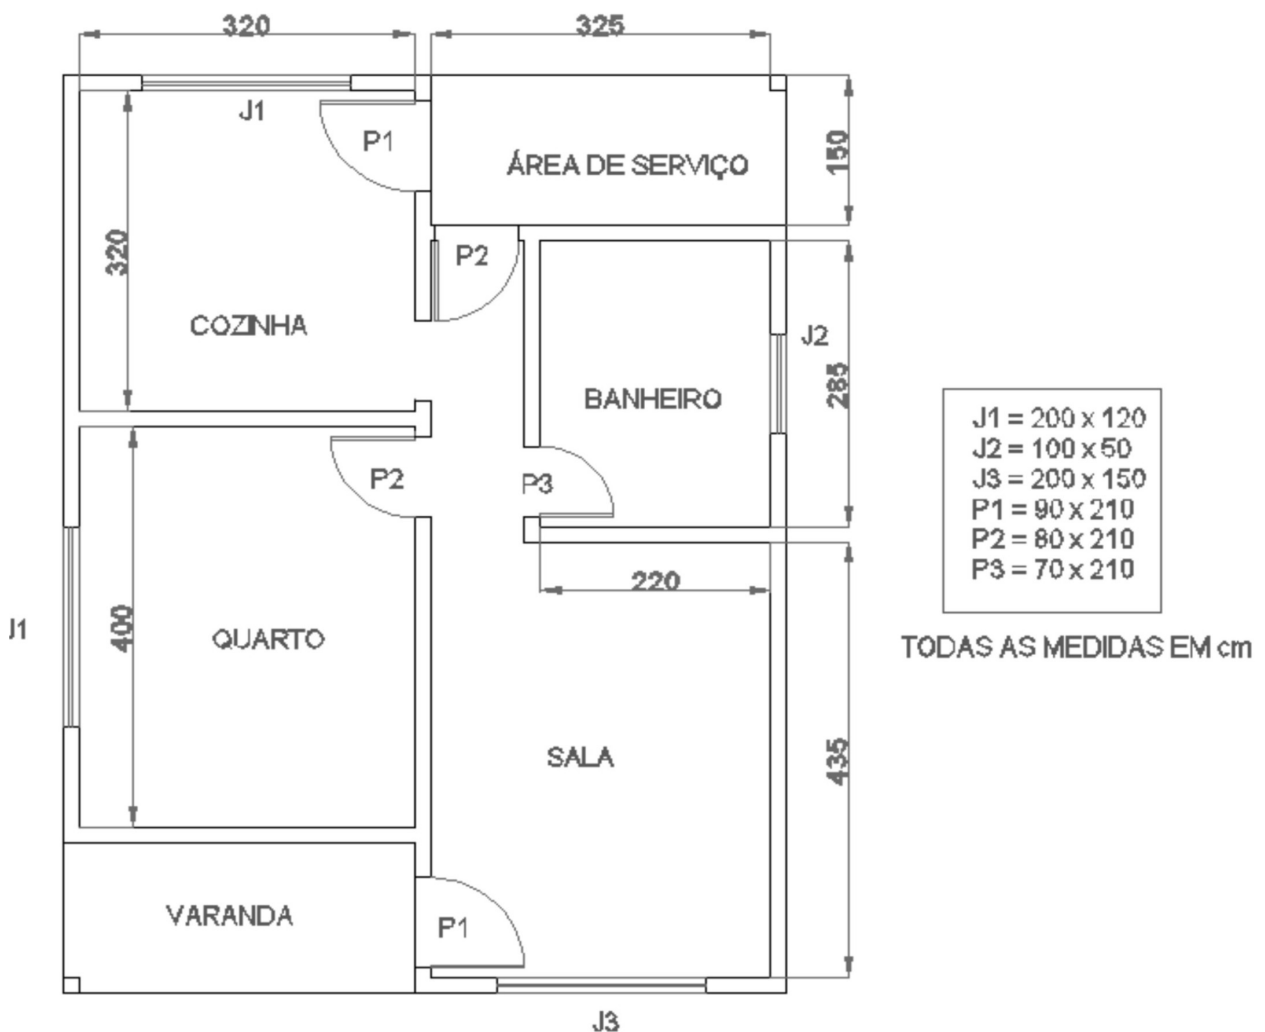 320
325
J1
P1
ÁREA DE SERVIÇO
150
320
P2
COZINHA
J2
BANHEIRO
285
J1 = 200 x 120
J2 = 100 x 50
J3 = 200 x 150
P1 = 90 x 210
P2 = 80 x 210
P3 = 70 x 210
P2
P3
220
J1
400
QUARTO
TODAS AS MEDIDAS EM cm
SALA
435
VARANDA
P1
J3